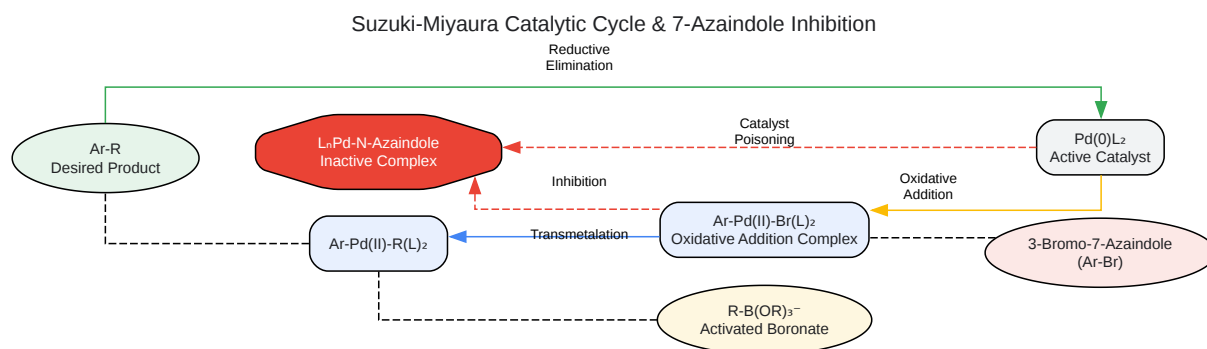 Suzuki-Miyaura Catalytic Cycle & 7-Azaindole Inhibition
Reductive
Elimination
Ar-R
Desired Product
LₙPd-N-Azaindole
Inactive Complex
Catalyst
Poisoning
Pd(0)L₂
Active Catalyst
Inhibition
Oxidative
Addition
Ar-Pd(II)-R(L)₂
Transmetalation
Ar-Pd(II)-Br(L)₂
Oxidative Addition Complex
3-Bromo-7-Azaindole
(Ar-Br)
R-B(OR)₃⁻
Activated Boronate